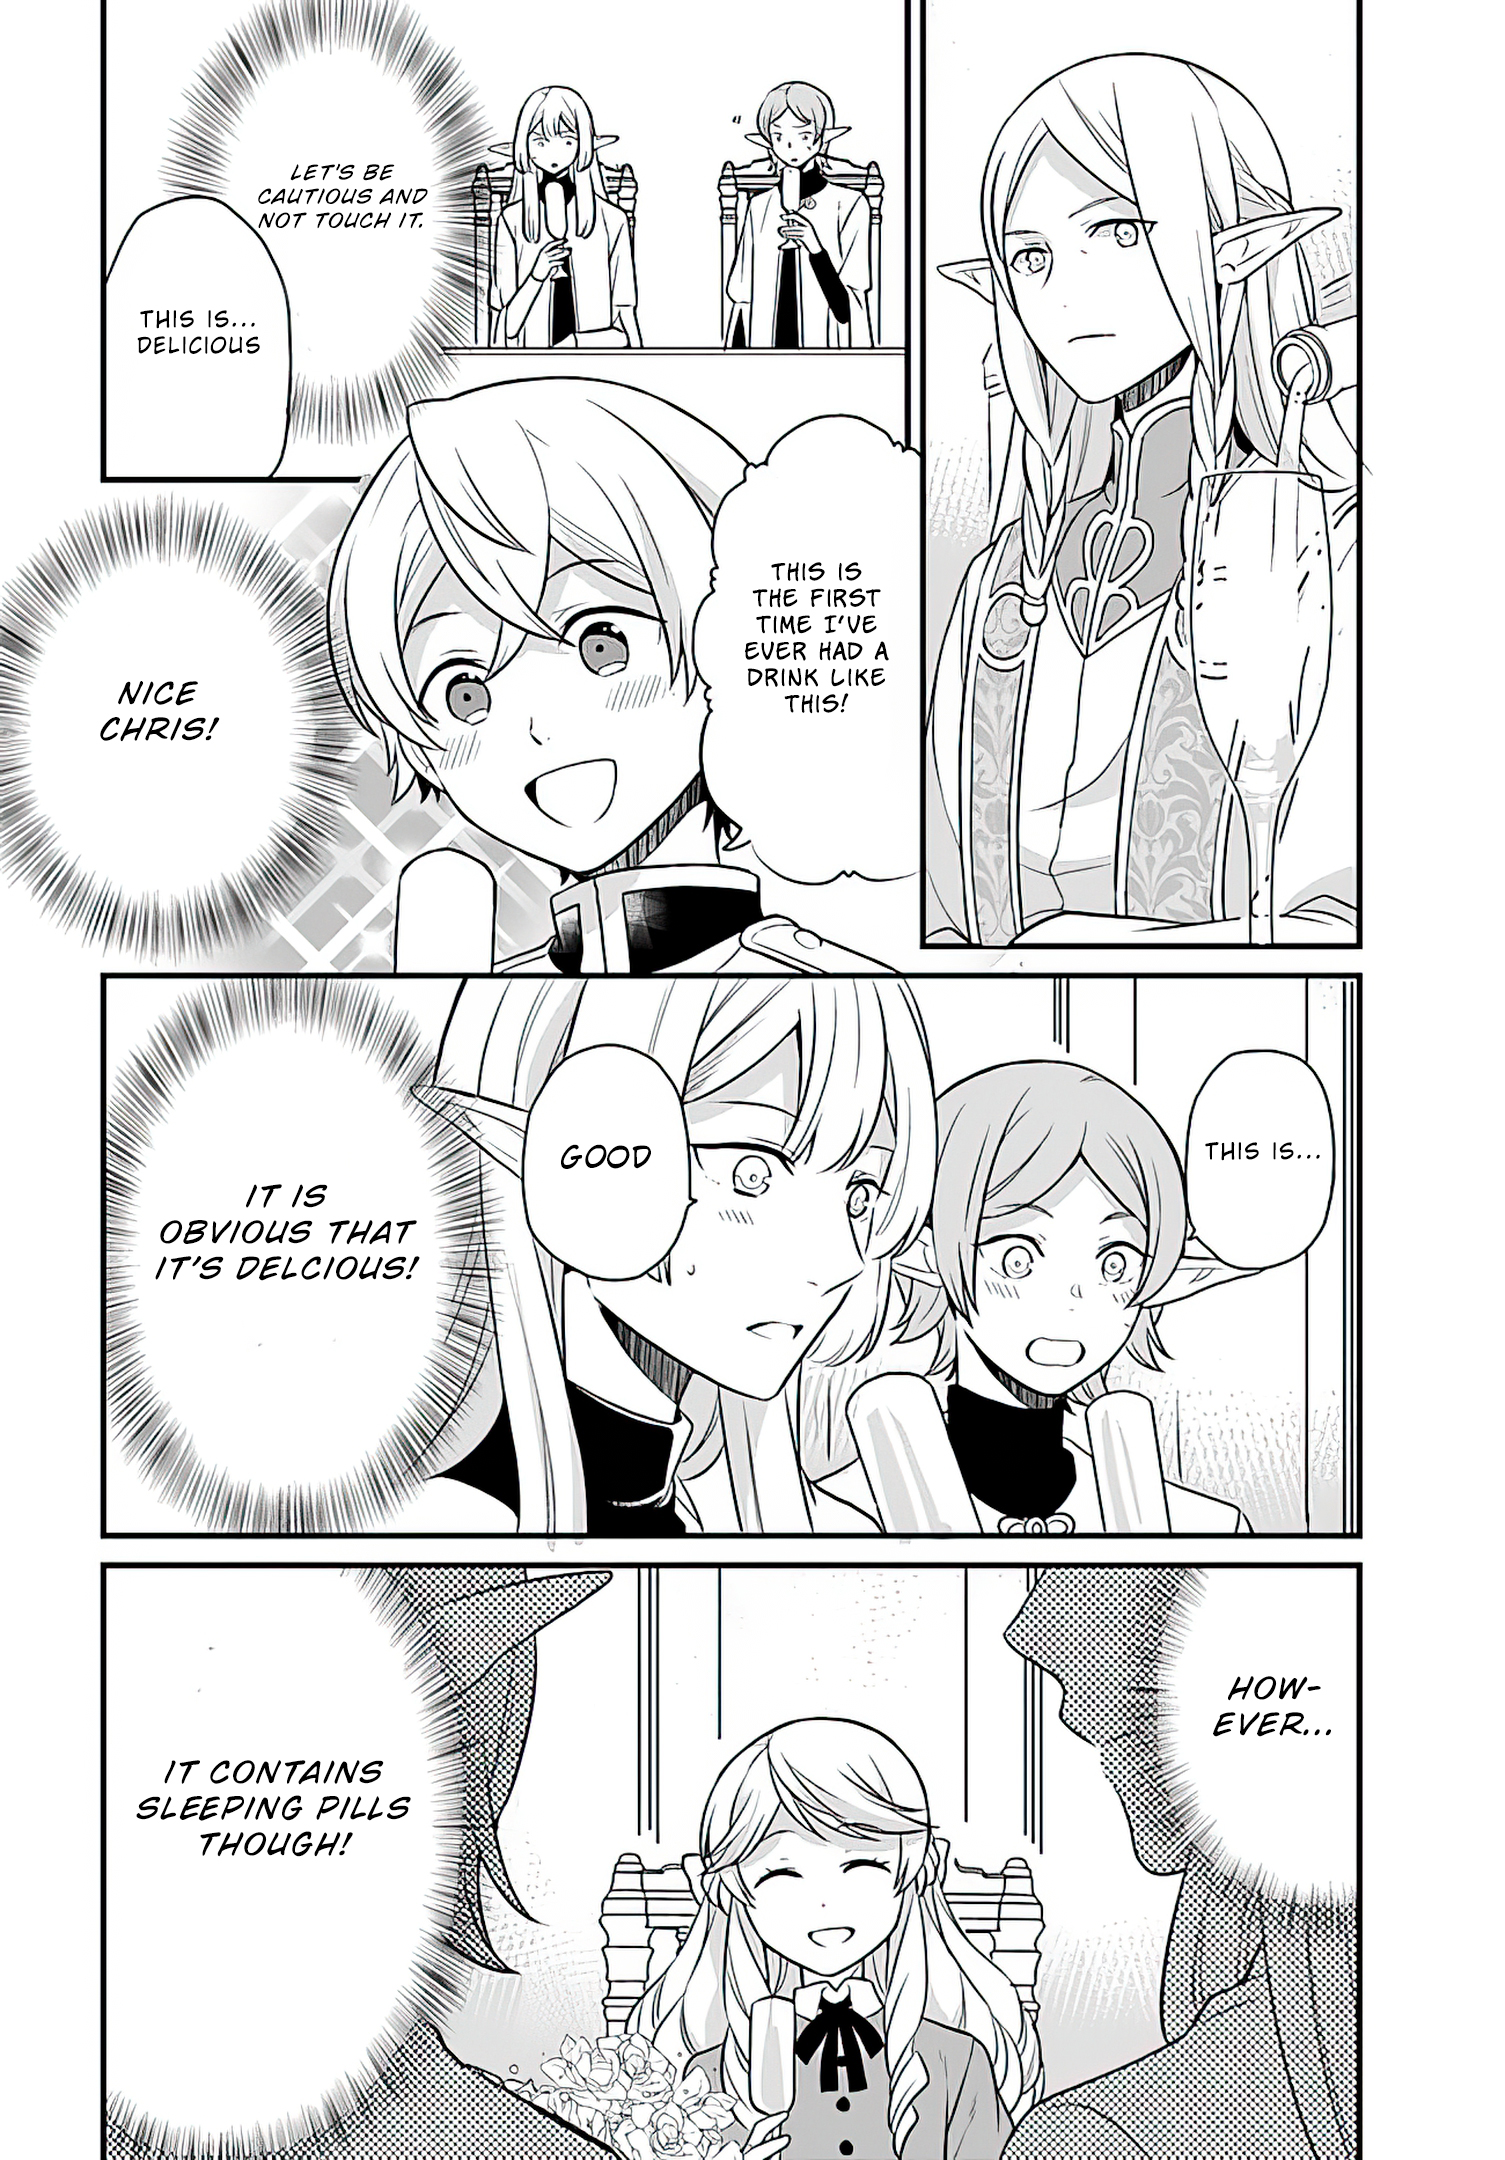 LET'S BE
CAUTIOUS AND
NOT TOUCH IT.
THIS IS...
DELICIOUS
THIS IS
THE FIRST
TIME I'VE
EVER HAD A
DRINK LIKE
THIS!
NICE
CHRIS!
THIS IS...
GOOD
IT IS
OBVIOUS THAT
IT'S DELCIOUS!
HOW-
EVER...
IT CONTAINS
SLEEPING PILLS
THOUGH!